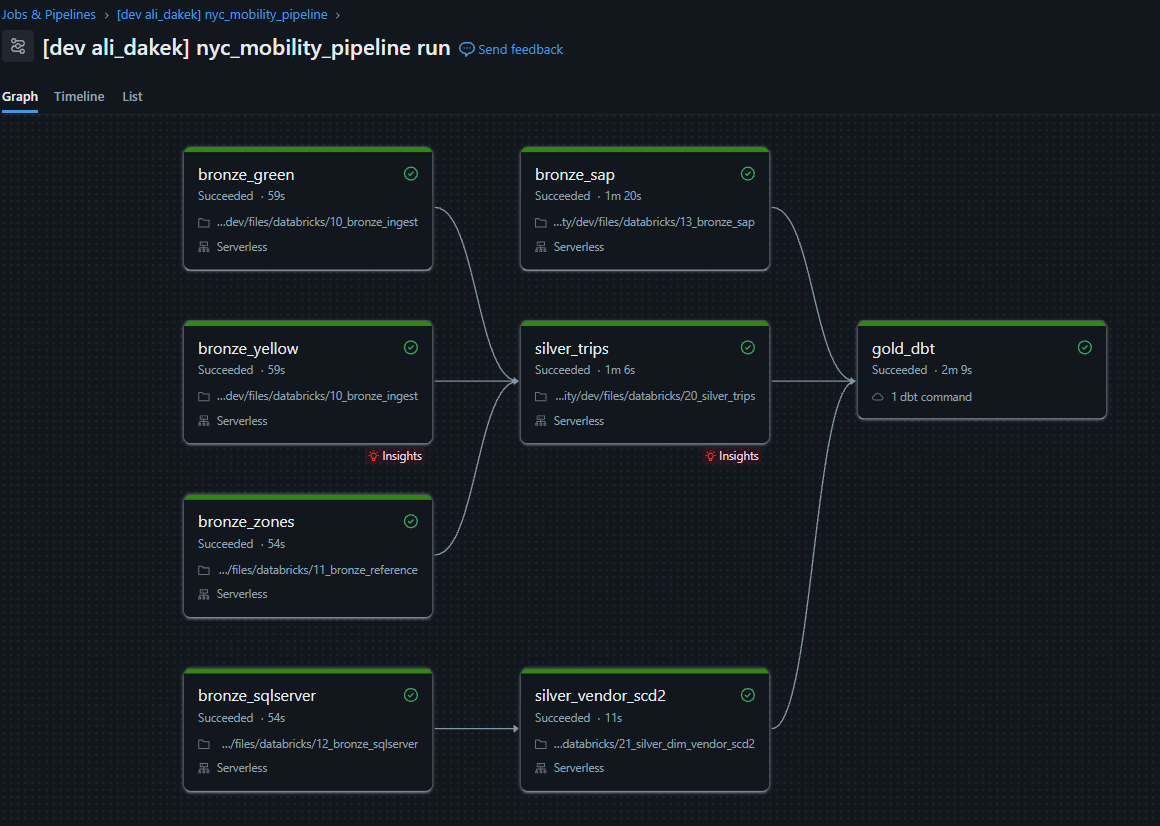 Jobs & Pipelines › [dev ali_dakek] nyc_mobility_pipeline ›
[dev ali_dakek] nyc_mobility_pipeline run Send feedback
Graph Timeline List
bronze_green
Succeeded · 59s
...dev/files/databricks/10_bronze_ingest
Serverless
bronze_sap
Succeeded · 1m 20s
...ty/dev/files/databricks/13_bronze_sap
Serverless
bronze_yellow
Succeeded · 59s
...dev/files/databricks/10_bronze_ingest
Serverless
Insights
silver_trips
Succeeded · 1m 6s
...ity/dev/files/databricks/20_silver_trips
Serverless
Insights
gold_dbt
Succeeded · 2m 9s
1 dbt command
bronze_zones
Succeeded · 54s
.../files/databricks/11_bronze_reference
Serverless
bronze_sqlserver
Succeeded · 54s
.../files/databricks/12_bronze_sqlserver
Serverless
silver_vendor_scd2
Succeeded · 11s
...databricks/21_silver_dim_vendor_scd2
Serverless